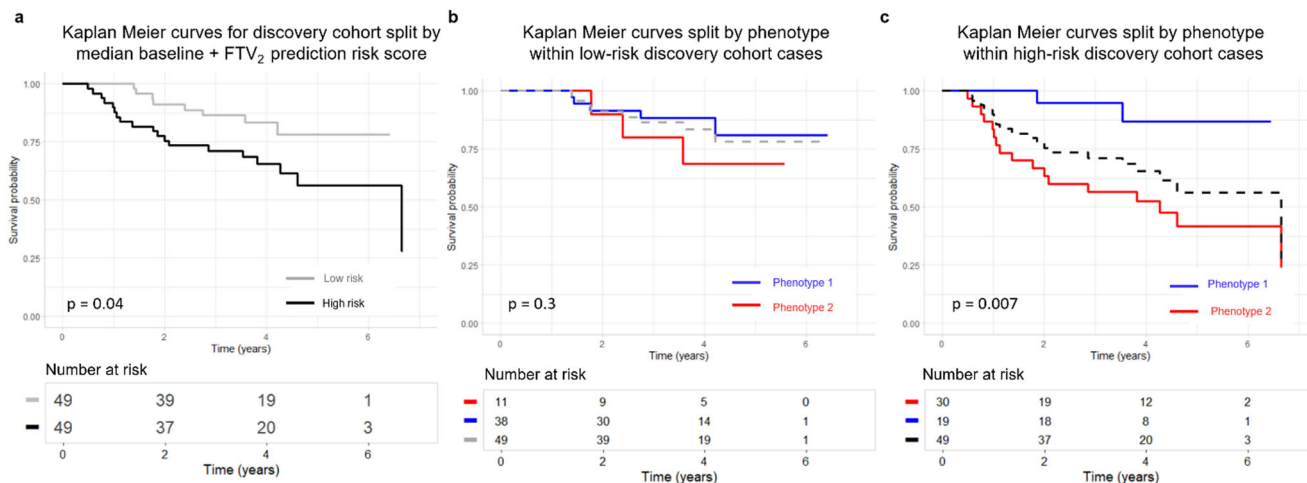 a
Kaplan Meier curves for discovery cohort split by
median baseline + FTV₂ prediction risk score
1.00
0.75
0.50
0.25
0.00
Survival probability
Low risk
High risk
p = 0.04
0 2 4 6
Time (years)
Number at risk
49 39 19 1
49 37 20 3
0 2 4 6
Time (years)
b
Kaplan Meier curves split by phenotype
within low-risk discovery cohort cases
1.00
0.75
0.50
0.25
0.00
Survival probability
Phenotype 1
Phenotype 2
p = 0.3
0 2 4 6
Time (years)
Number at risk
11 9 5 0
38 30 14 1
49 39 19 1
0 2 4 6
Time (years)
c
Kaplan Meier curves split by phenotype
within high-risk discovery cohort cases
1.00
0.75
0.50
0.25
0.00
Survival probability
Phenotype 1
Phenotype 2
p = 0.007
0 2 4 6
Time (years)
Number at risk
30 19 12 2
19 18 8 1
49 37 20 3
0 2 4 6
Time (years)